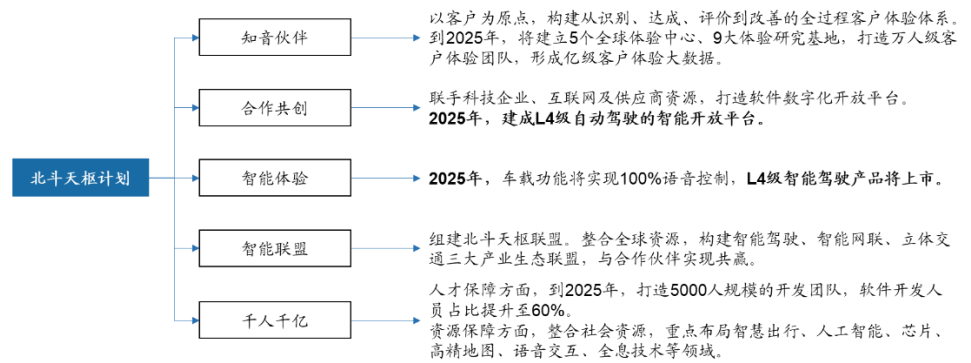 北斗天枢计划
知音伙伴
以客户为原点，构建从识别、达成、评价到改善的全过程客户体验体系。
到2025年，将建立5个全球体验中心、9大体验研究基地，打造万人级客
户体验团队，形成亿级客户体验大数据。
合作共创
联手科技企业、互联网及供应商资源，打造软件数字化开放平台。
2025年，建成L4级自动驾驶的智能开放平台。
智能体验
2025年，车载功能将实现100%语音控制，L4级智能驾驶产品将上市。
智能联盟
组建北斗天枢联盟。整合全球资源，构建智能驾驶、智能网联、立体交
通三大产业生态联盟，与合作伙伴实现共赢。
千人千亿
人才保障方面，到2025年，打造5000人规模的开发团队，软件开发人
员占比提升至60%。
资源保障方面，整合社会资源，重点布局智慧出行、人工智能、芯片、
高精地图、语音交互、全息技术等领域。